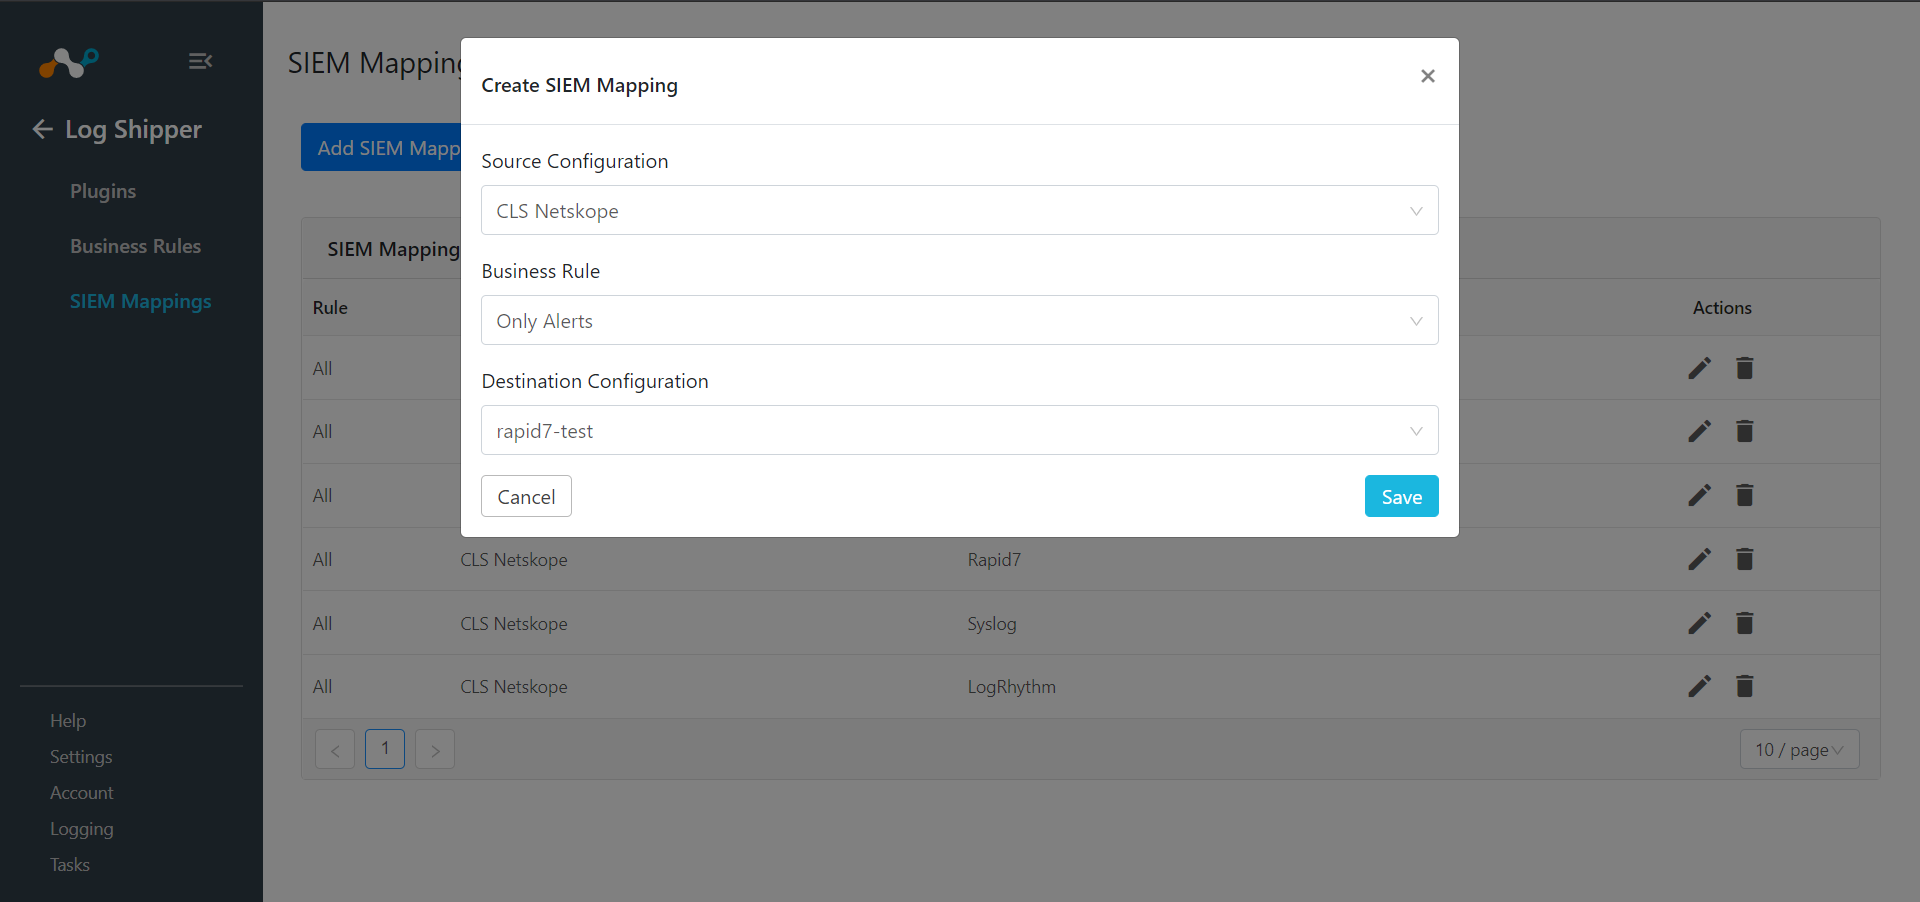 Log Shipper
Plugins
Business Rules
SIEM Mappings
Help
Settings
Account
Logging
Tasks
SIEM Mapping
Add SIEM Mapp
SIEM Mapping
Rule
Actions
All
All
All
All CLS Netskope Rapid7
All CLS Netskope Syslog
All CLS Netskope LogRhythm
< 1 >
10 / page
Create SIEM Mapping
Source Configuration
CLS Netskope
Business Rule
Only Alerts
Destination Configuration
rapid7-test
Cancel Save